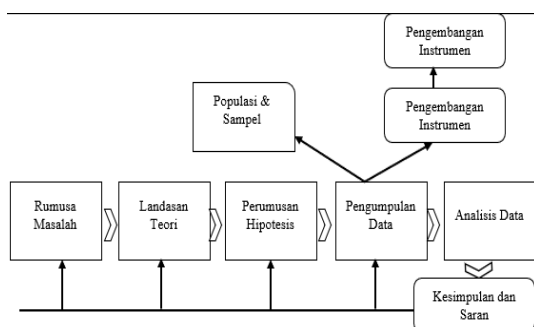 Pengembangan
Instrumen
Populasi &
Sampel
Pengembangan
Instrumen
Rumusa
Masalah
Landasan
Teori
Perumusan
Hipotesis
Pengumpulan
Data
Analisis Data
Kesimpulan dan
Saran